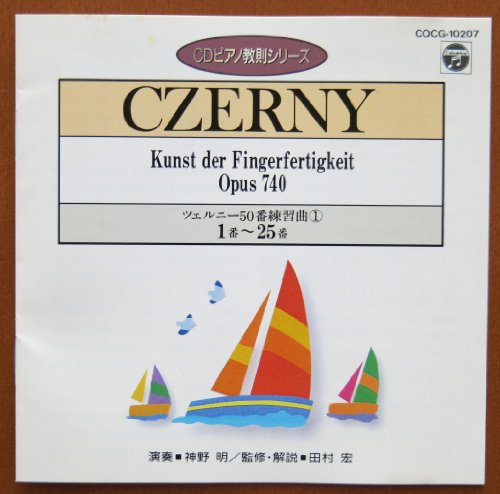 COCG-10207
Columbia
CDピアノ教則シリーズ
CZERNY
Kunst der Fingerfertigkeit
Opus 740
ツェルニー50番練習曲①
1番〜25番
演奏■神野 明／監修・解説■田村 宏